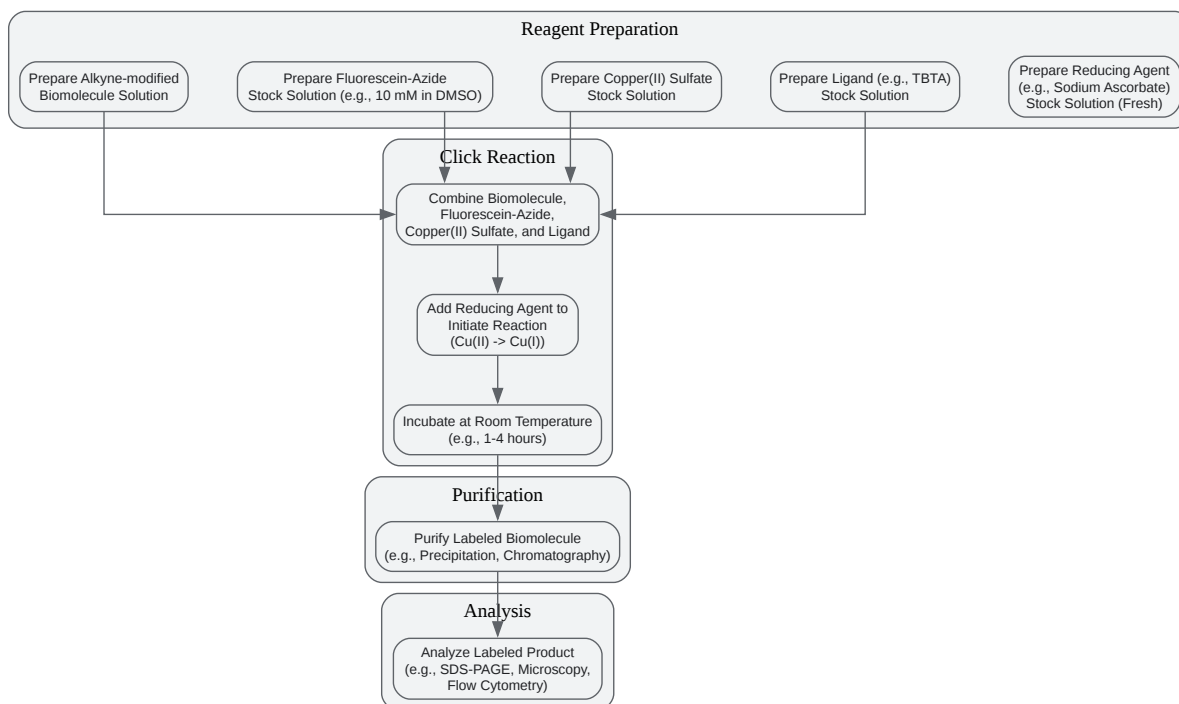 Reagent Preparation
Prepare Alkyne-modified
Biomolecule Solution
Prepare Fluorescein-Azide
Stock Solution (e.g., 10 mM in DMSO)
Prepare Copper(II) Sulfate
Stock Solution
Prepare Ligand (e.g., TBTA)
Stock Solution
Prepare Reducing Agent
(e.g., Sodium Ascorbate)
Stock Solution (Fresh)
Click Reaction
Combine Biomolecule,
Fluorescein-Azide,
Copper(II) Sulfate, and Ligand
Add Reducing Agent to
Initiate Reaction
(Cu(II) -> Cu(I))
Incubate at Room Temperature
(e.g., 1-4 hours)
Purification
Purify Labeled Biomolecule
(e.g., Precipitation, Chromatography)
Analysis
Analyze Labeled Product
(e.g., SDS-PAGE, Microscopy,
Flow Cytometry)